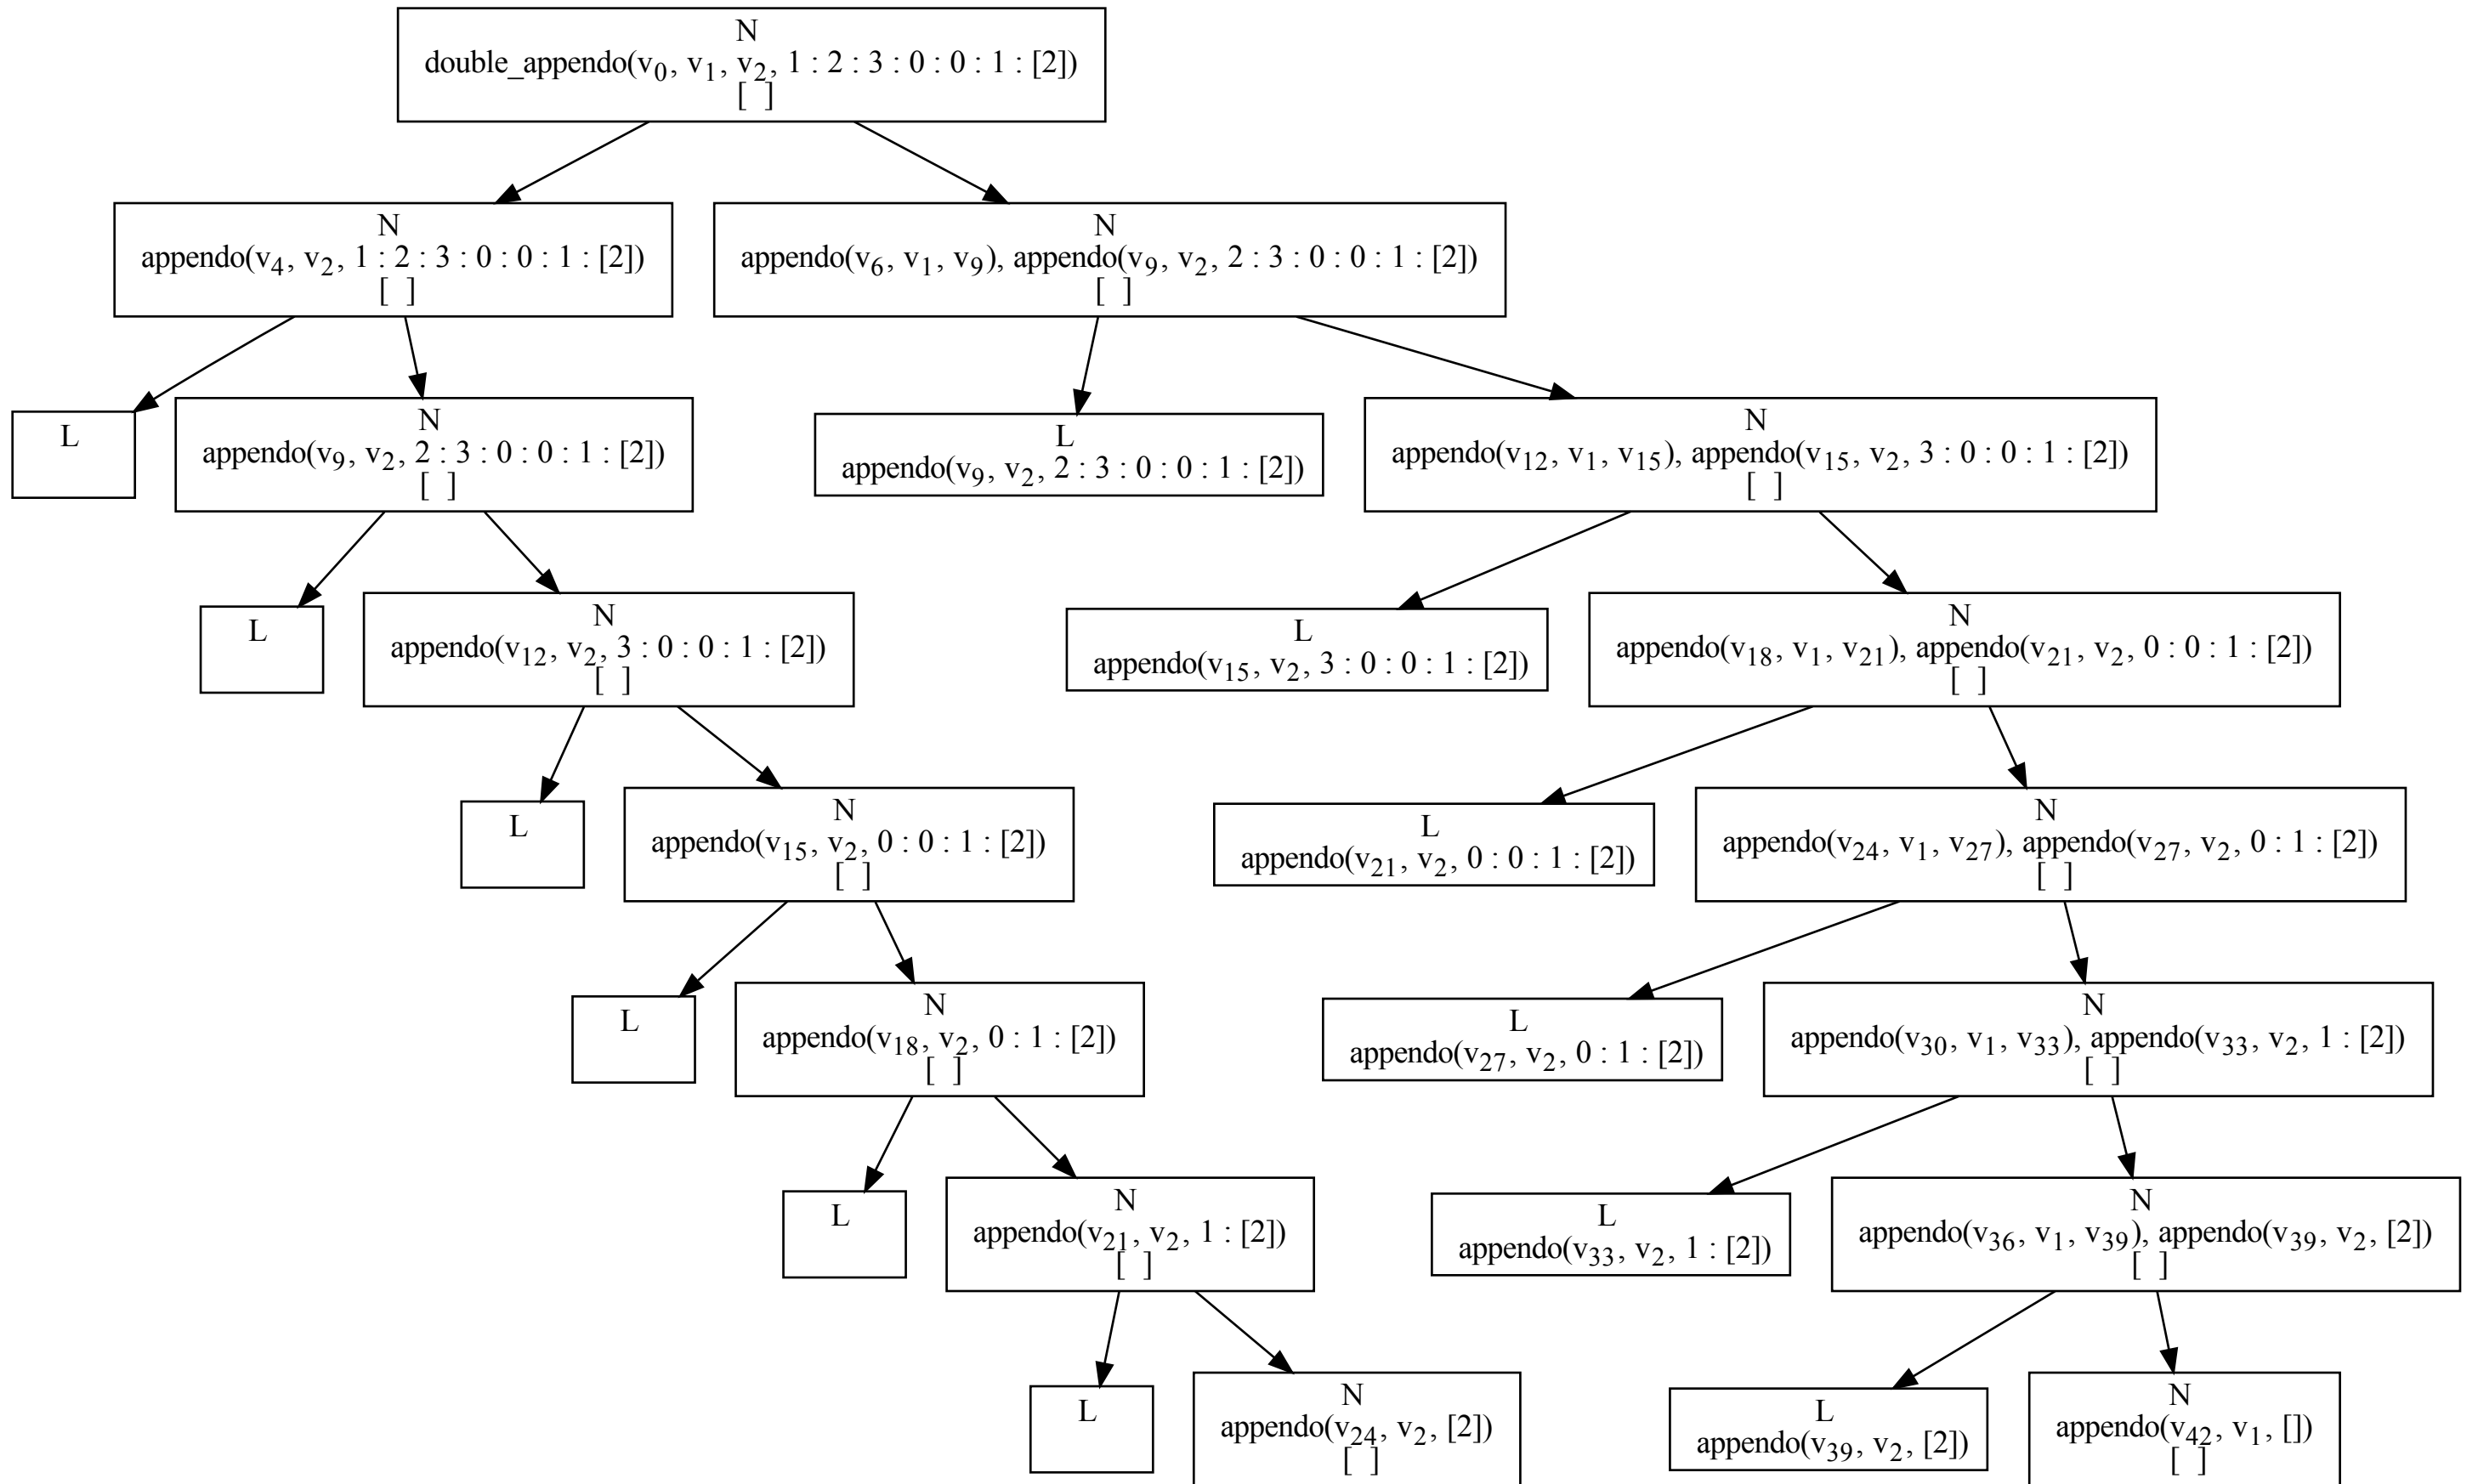 N
double_appendo(v₀, v₁, v₂, 1 : 2 : 3 : 0 : 0 : 1 : [2])
[ ]
N
appendo(v₄, v₂, 1 : 2 : 3 : 0 : 0 : 1 : [2])
[ ]
N
appendo(v₆, v₁, v₉), appendo(v₉, v₂, 2 : 3 : 0 : 0 : 1 : [2])
[ ]
L
N
appendo(v₉, v₂, 2 : 3 : 0 : 0 : 1 : [2])
[ ]
L
appendo(v₉, v₂, 2 : 3 : 0 : 0 : 1 : [2])
N
appendo(v₁₂, v₁, v₁₅), appendo(v₁₅, v₂, 3 : 0 : 0 : 1 : [2])
[ ]
L
N
appendo(v₁₂, v₂, 3 : 0 : 0 : 1 : [2])
[ ]
L
appendo(v₁₅, v₂, 3 : 0 : 0 : 1 : [2])
N
appendo(v₁₈, v₁, v₂₁), appendo(v₂₁, v₂, 0 : 0 : 1 : [2])
[ ]
L
N
appendo(v₁₅, v₂, 0 : 0 : 1 : [2])
[ ]
L
appendo(v₂₁, v₂, 0 : 0 : 1 : [2])
N
appendo(v₂₄, v₁, v₂₇), appendo(v₂₇, v₂, 0 : 1 : [2])
[ ]
L
N
appendo(v₁₈, v₂, 0 : 1 : [2])
[ ]
L
appendo(v₂₇, v₂, 0 : 1 : [2])
N
appendo(v₃₀, v₁, v₃₃), appendo(v₃₃, v₂, 1 : [2])
[ ]
L
N
appendo(v₂₁, v₂, 1 : [2])
[ ]
L
appendo(v₃₃, v₂, 1 : [2])
N
appendo(v₃₆, v₁, v₃₉), appendo(v₃₉, v₂, [2])
[ ]
L
N
appendo(v₂₄, v₂, [2])
[ ]
L
appendo(v₃₉, v₂, [2])
N
appendo(v₄₂, v₁, [])
[ ]